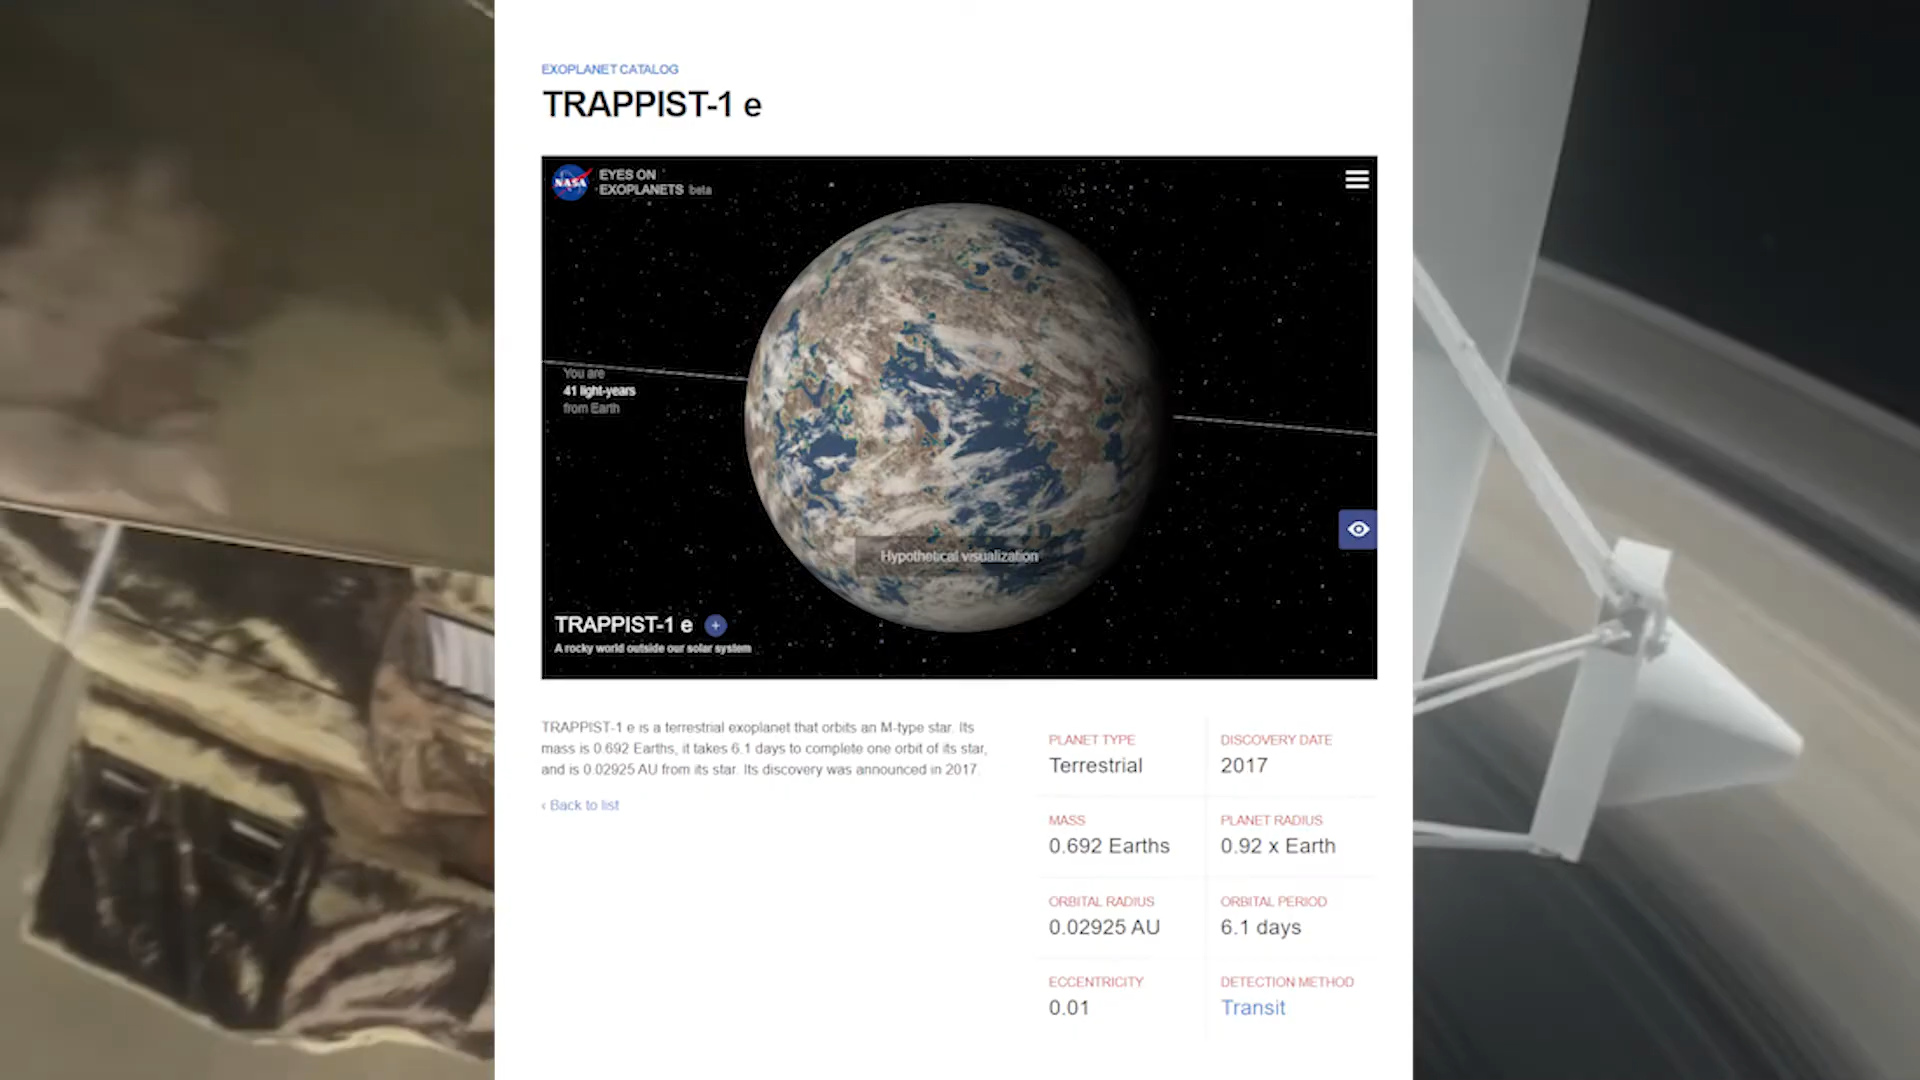 EXOPLANET CATALOG
TRAPPIST-1 e
NASA
EYES ON
EXOPLANETS beta
You are
41 light-years
from Earth
Hypothetical visualization
TRAPPIST-1 e +
A rocky world outside our solar system
TRAPPIST-1 e is a terrestrial exoplanet that orbits an M-type star. Its
mass is 0.692 Earths, it takes 6.1 days to complete one orbit of its star,
and is 0.02925 AU from its star. Its discovery was announced in 2017.
‹ Back to list
PLANET TYPE
Terrestrial
DISCOVERY DATE
2017
MASS
0.692 Earths
PLANET RADIUS
0.92 x Earth
ORBITAL RADIUS
0.02925 AU
ORBITAL PERIOD
6.1 days
ECCENTRICITY
0.01
DETECTION METHOD
Transit